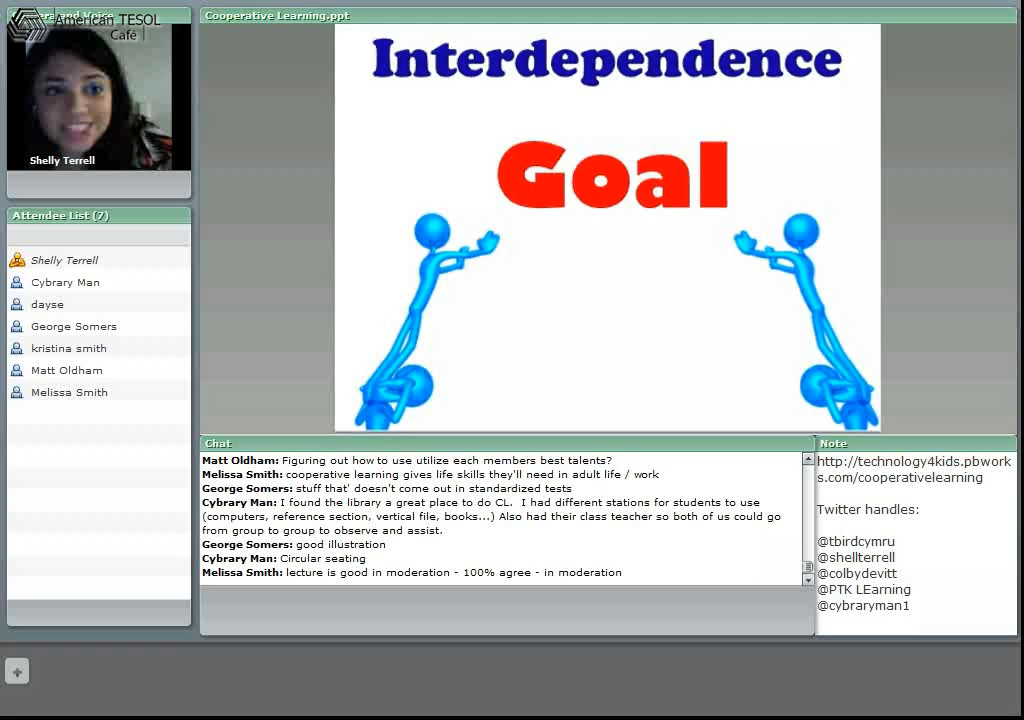 American TESOL
Café
Shelly Terrell
Attendee List (7)
Shelly Terrell
Cybrary Man
dayse
George Somers
kristina smith
Matt Oldham
Melissa Smith
Cooperative Learning.ppt
Interdependence
Goal
Chat
Matt Oldham: Figuring out how to use utilize each members best talents?
Melissa Smith: cooperative learning gives life skills they'll need in adult life / work
George Somers: stuff that' doesn't come out in standardized tests
Cybrary Man: I found the library a great place to do CL. I had different stations for students to use
(computers, reference section, vertical file, books...) Also had their class teacher so both of us could go
from group to group to observe and assist.
George Somers: good illustration
Cybrary Man: Circular seating
Melissa Smith: lecture is good in moderation - 100% agree - in moderation
Note
http://technology4kids.pbwork
s.com/cooperativelearning
Twitter handles:
@tbirdcymru
@shellterrell
@colbydevitt
@PTK LEarning
@cybraryman1